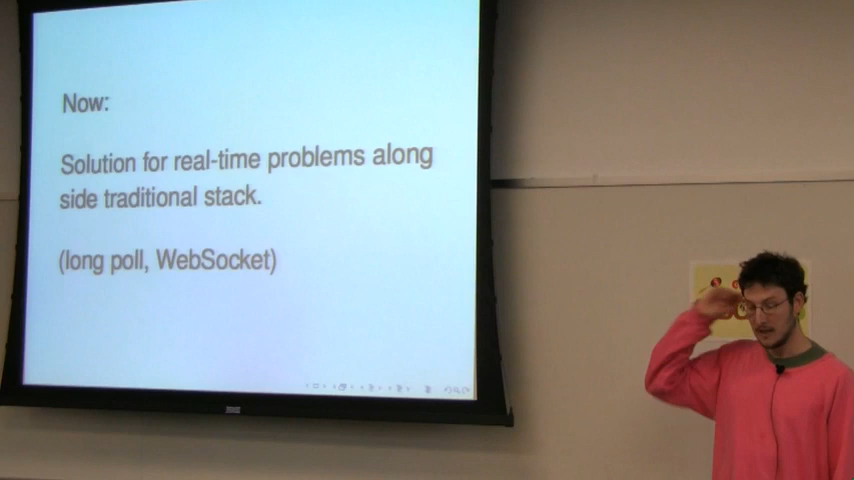 Now:
Solution for real-time problems along
side traditional stack.
(long poll, WebSocket)